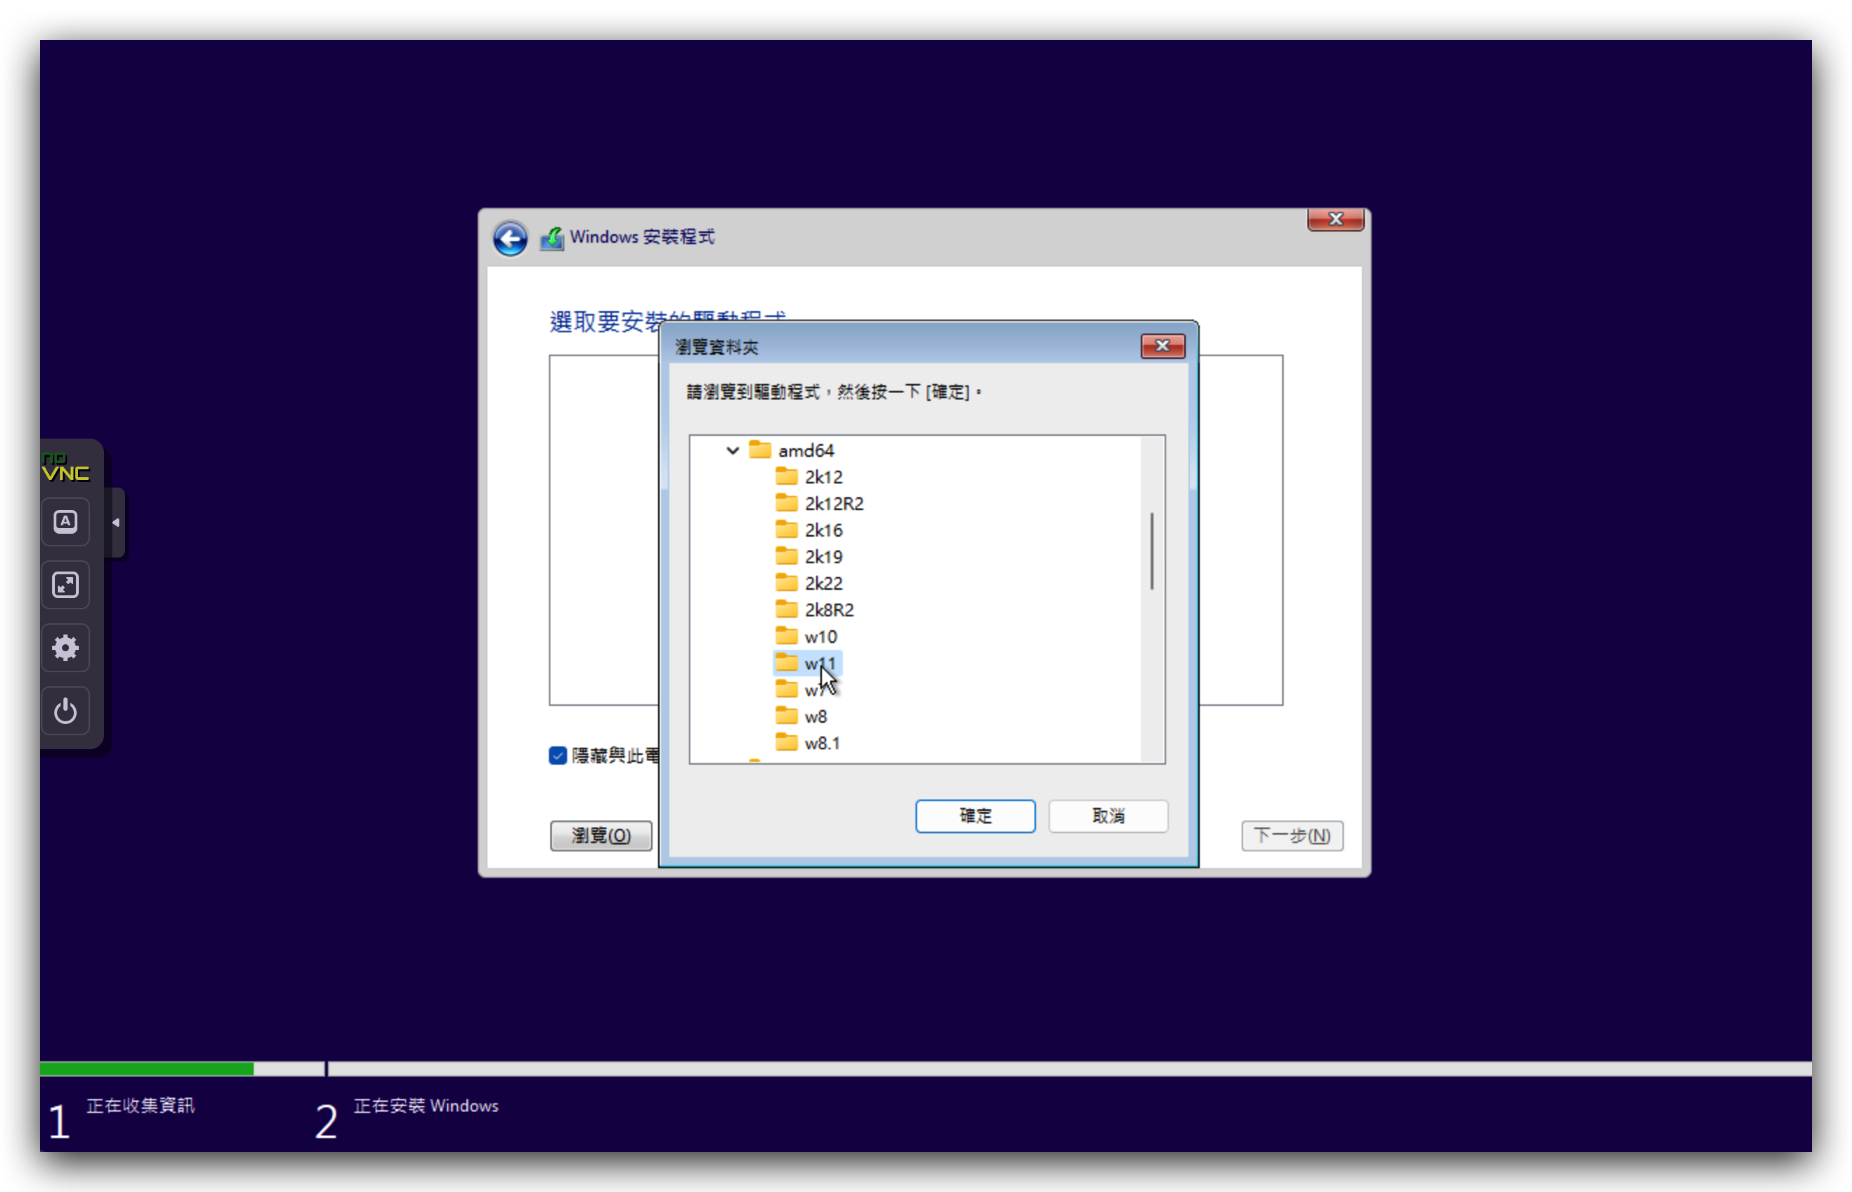 Windows 安裝程式
選取要安裝的驅動程式
瀏覽資料夾
請瀏覽到驅動程式，然後按一下 [確定]。
no
VNC
A
amd64
2k12
2k12R2
2k16
2k19
2k22
2k8R2
w10
w11
w7
w8
w8.1
隱藏與此電
確定
取消
瀏覽(O)
下一步(N)
1 正在收集資訊
2 正在安裝 Windows